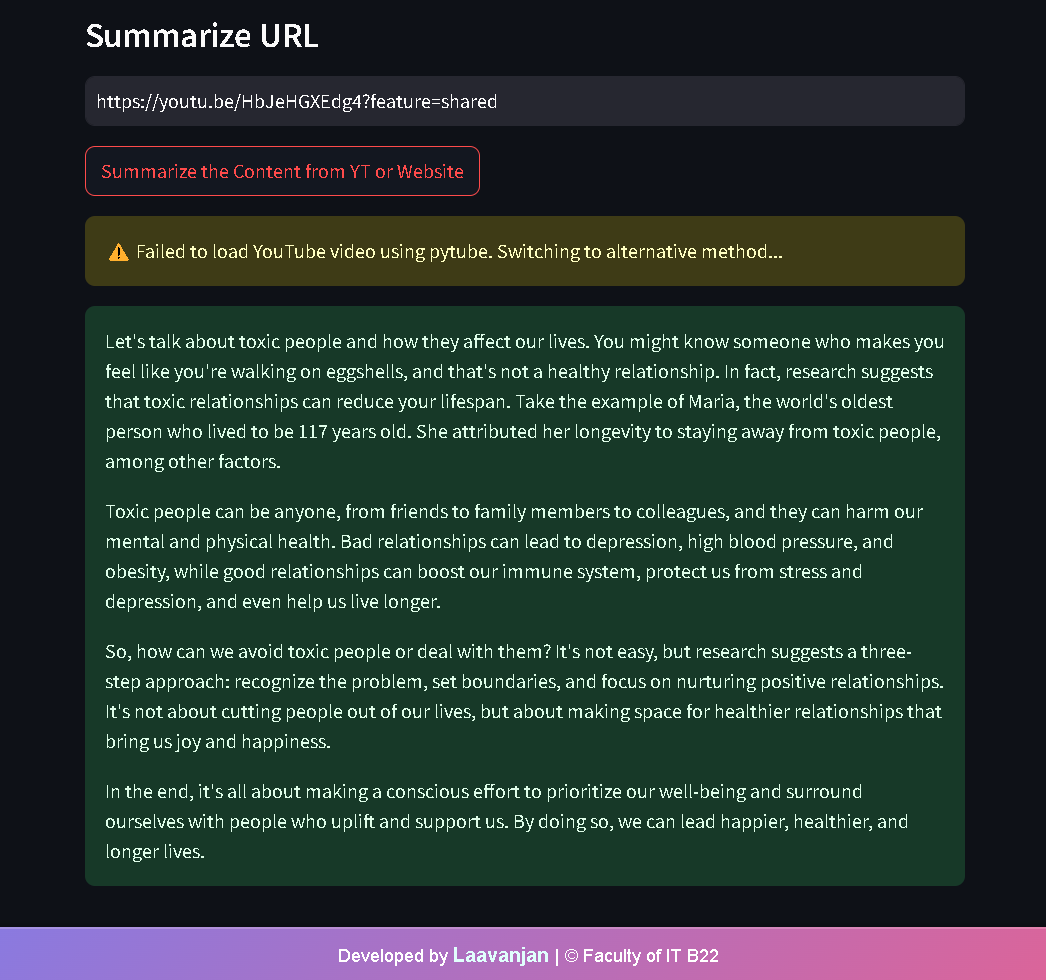 Summarize URL
https://youtu.be/HbJeHGXEdg4?feature=shared
Summarize the Content from YT or Website
⚠️ Failed to load YouTube video using pytube. Switching to alternative method...
Let's talk about toxic people and how they affect our lives. You might know someone who makes you
feel like you're walking on eggshells, and that's not a healthy relationship. In fact, research suggests
that toxic relationships can reduce your lifespan. Take the example of Maria, the world's oldest
person who lived to be 117 years old. She attributed her longevity to staying away from toxic people,
among other factors.
Toxic people can be anyone, from friends to family members to colleagues, and they can harm our
mental and physical health. Bad relationships can lead to depression, high blood pressure, and
obesity, while good relationships can boost our immune system, protect us from stress and
depression, and even help us live longer.
So, how can we avoid toxic people or deal with them? It's not easy, but research suggests a three-
step approach: recognize the problem, set boundaries, and focus on nurturing positive relationships.
It's not about cutting people out of our lives, but about making space for healthier relationships that
bring us joy and happiness.
In the end, it's all about making a conscious effort to prioritize our well-being and surround
ourselves with people who uplift and support us. By doing so, we can lead happier, healthier, and
longer lives.
Developed by Laavanjan | © Faculty of IT B22